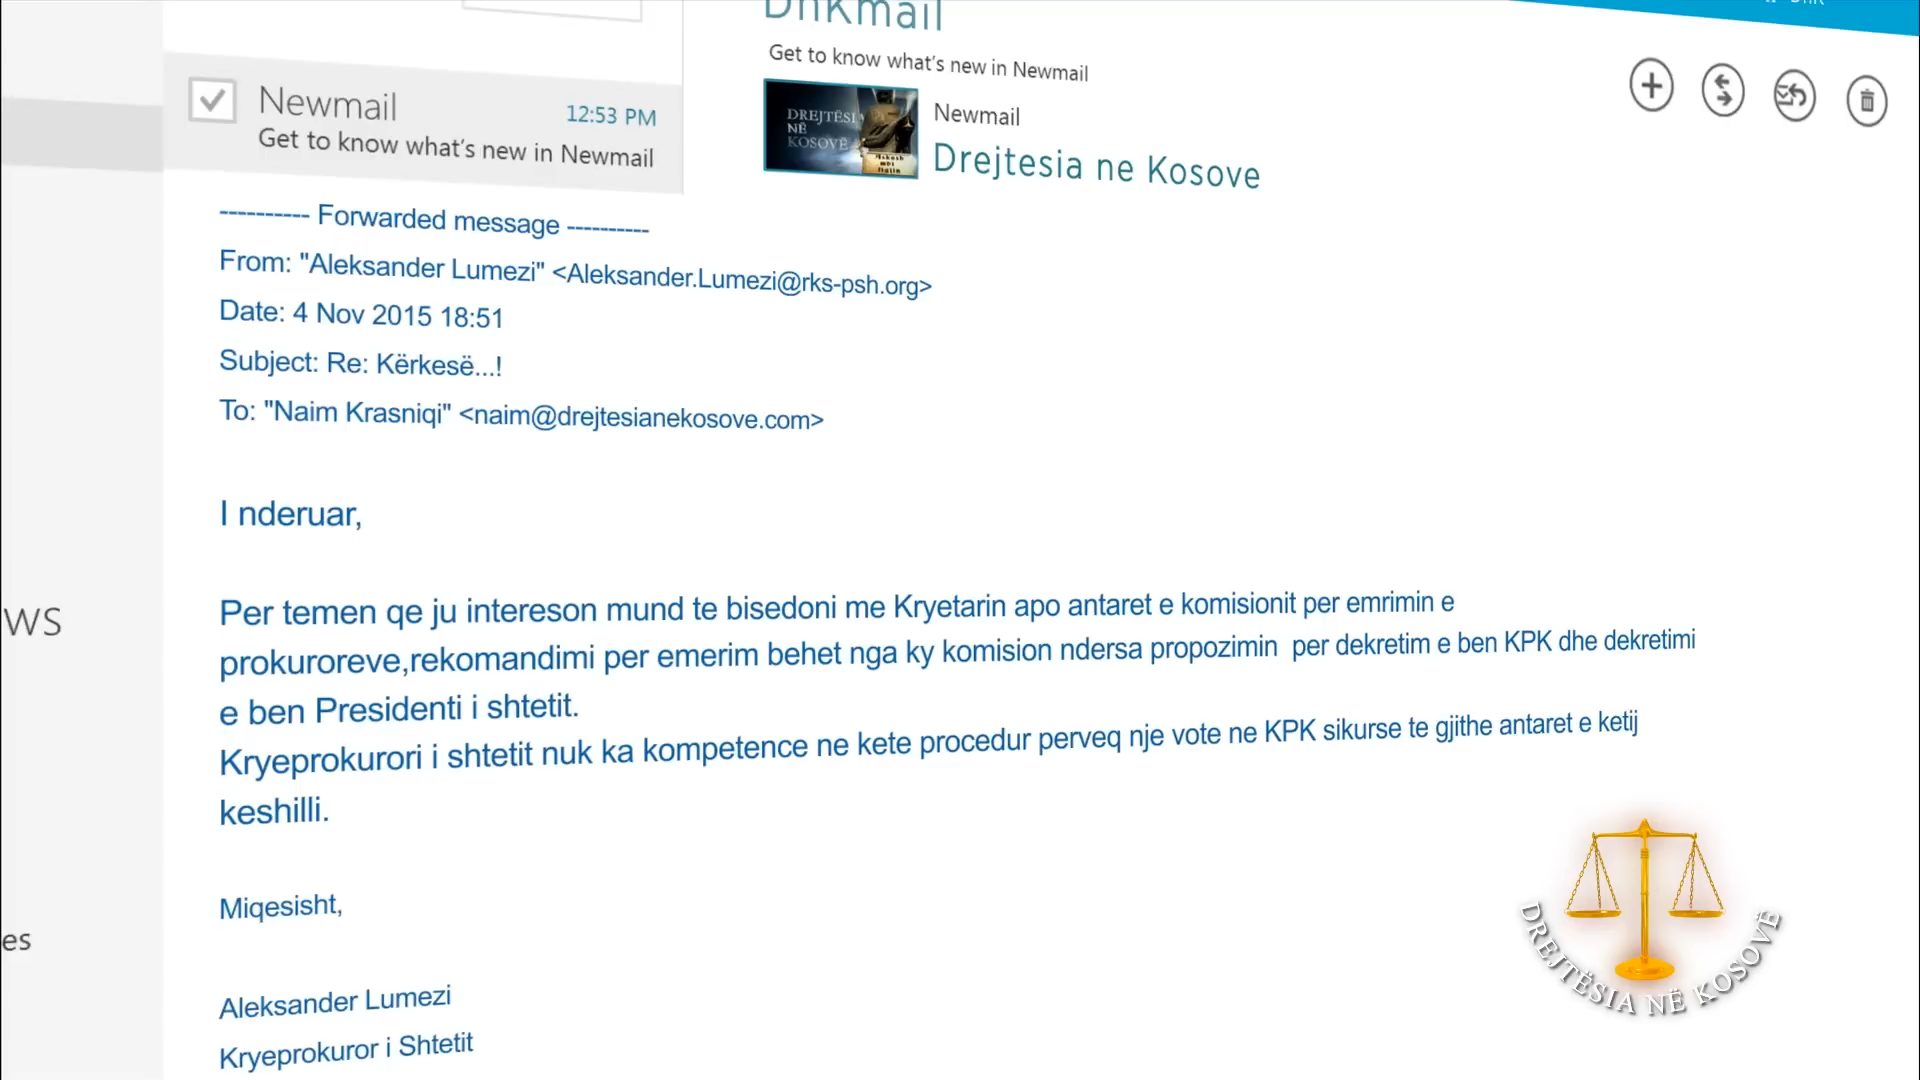 Newmail
12:53 PM
Get to know what's new in Newmail
DnKmail
Get to know what's new in Newmail
DREJTËSIA
NË
KOSOVË
Askush
mbi
ligjin
Newmail
Drejtesia ne Kosove
---------- Forwarded message ----------
From: "Aleksander Lumezi" <Aleksander.Lumezi@rks-psh.org>
Date: 4 Nov 2015 18:51
Subject: Re: Kërkesë...!
To: "Naim Krasniqi" <naim@drejtesianekosove.com>
I nderuar,
Per temen qe ju intereson mund te bisedoni me Kryetarin apo antaret e komisionit per emrimin e
prokuroreve,rekomandimi per emerim behet nga ky komision ndersa propozimin per dekretim e ben KPK dhe dekretimi
e ben Presidenti i shtetit.
Kryeprokurori i shtetit nuk ka kompetence ne kete procedur perveq nje vote ne KPK sikurse te gjithe antaret e ketij
keshilli.
Miqesisht,
Aleksander Lumezi
Kryeprokuror i Shtetit
ws
es
DREJTËSIA NË KOSOVË